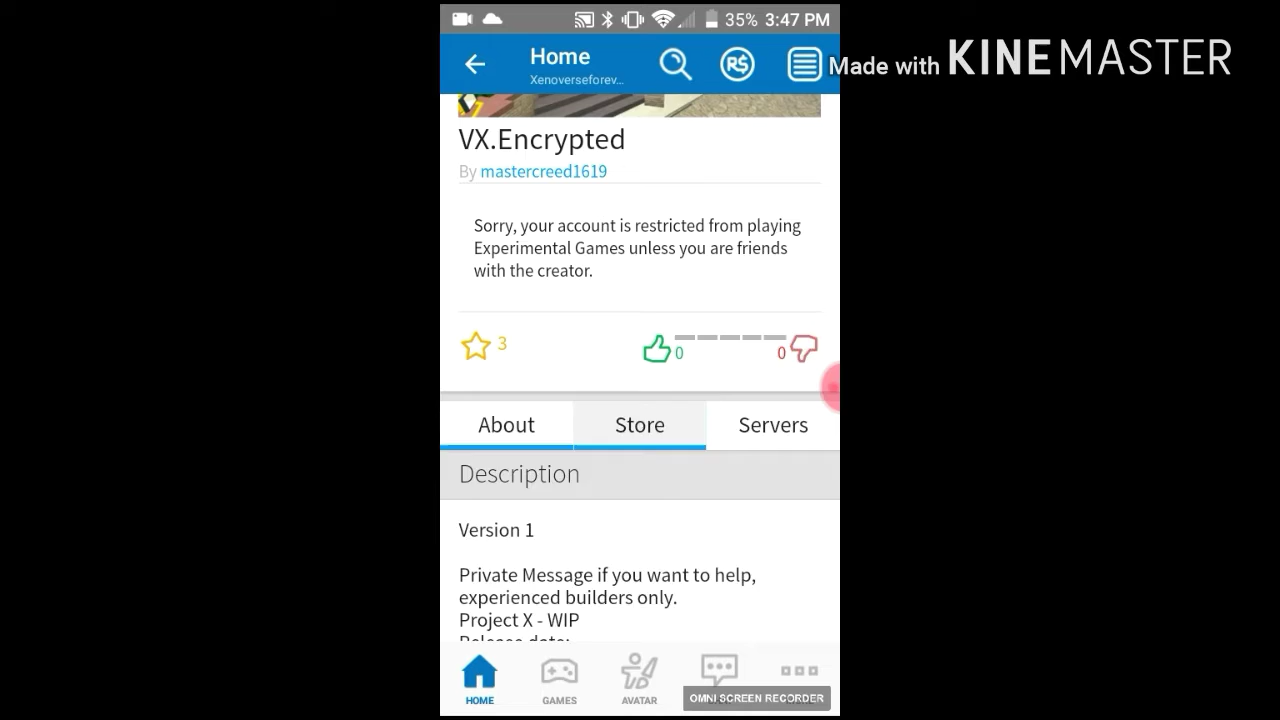 35% 3:47 PM
Home
Xenoverseforev...
R$
Made with KINEMASTER
VX.Encrypted
By mastercreed1619
Sorry, your account is restricted from playing
Experimental Games unless you are friends
with the creator.
3
0
0
About
Store
Servers
Description
Version 1
Private Message if you want to help,
experienced builders only.
Project X - WIP
Release date:
HOME
GAMES
AVATAR
OMNI SCREEN RECORDER